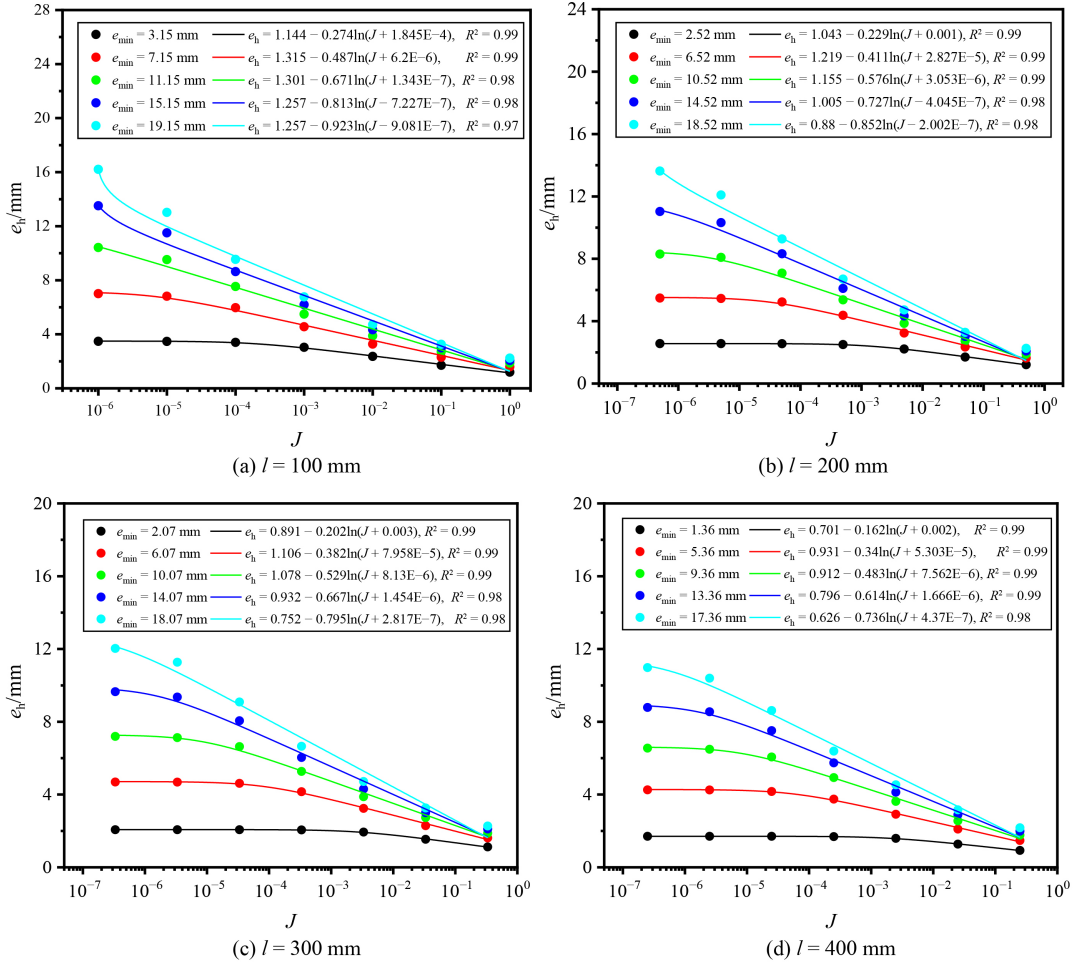 28
24
20
16
12
8
4
0
e_h/mm
e_min = 3.15 mm e_h = 1.144 − 0.274ln(J + 1.845E−4), R² = 0.99
e_min = 7.15 mm e_h = 1.315 − 0.487ln(J + 6.2E−6), R² = 0.99
e_min = 11.15 mm e_h = 1.301 − 0.671ln(J + 1.343E−7), R² = 0.98
e_min = 15.15 mm e_h = 1.257 − 0.813ln(J − 7.227E−7), R² = 0.98
e_min = 19.15 mm e_h = 1.257 − 0.923ln(J − 9.081E−7), R² = 0.97
10⁻⁶ 10⁻⁵ 10⁻⁴ 10⁻³ 10⁻² 10⁻¹ 10⁰
J
(a) l = 100 mm
24
20
16
12
8
4
0
e_h/mm
e_min = 2.52 mm e_h = 1.043 − 0.229ln(J + 0.001), R² = 0.99
e_min = 6.52 mm e_h = 1.219 − 0.411ln(J + 2.827E−5), R² = 0.99
e_min = 10.52 mm e_h = 1.155 − 0.576ln(J + 3.053E−6), R² = 0.99
e_min = 14.52 mm e_h = 1.005 − 0.727ln(J − 4.045E−7), R² = 0.98
e_min = 18.52 mm e_h = 0.88 − 0.852ln(J − 2.002E−7), R² = 0.98
10⁻⁷ 10⁻⁶ 10⁻⁵ 10⁻⁴ 10⁻³ 10⁻² 10⁻¹ 10⁰
J
(b) l = 200 mm
20
16
12
8
4
0
e_h/mm
e_min = 2.07 mm e_h = 0.891 − 0.202ln(J + 0.003), R² = 0.99
e_min = 6.07 mm e_h = 1.106 − 0.382ln(J + 7.958E−5), R² = 0.99
e_min = 10.07 mm e_h = 1.078 − 0.529ln(J + 8.13E−6), R² = 0.99
e_min = 14.07 mm e_h = 0.932 − 0.667ln(J + 1.454E−6), R² = 0.98
e_min = 18.07 mm e_h = 0.752 − 0.795ln(J + 2.817E−7), R² = 0.98
10⁻⁷ 10⁻⁶ 10⁻⁵ 10⁻⁴ 10⁻³ 10⁻² 10⁻¹ 10⁰
J
(c) l = 300 mm
20
16
12
8
4
0
e_h/mm
e_min = 1.36 mm e_h = 0.701 − 0.162ln(J + 0.002), R² = 0.99
e_min = 5.36 mm e_h = 0.931 − 0.34ln(J + 5.303E−5), R² = 0.99
e_min = 9.36 mm e_h = 0.912 − 0.483ln(J + 7.562E−6), R² = 0.99
e_min = 13.36 mm e_h = 0.796 − 0.614ln(J + 1.666E−6), R² = 0.99
e_min = 17.36 mm e_h = 0.626 − 0.736ln(J + 4.37E−7), R² = 0.98
10⁻⁷ 10⁻⁶ 10⁻⁵ 10⁻⁴ 10⁻³ 10⁻² 10⁻¹ 10⁰
J
(d) l = 400 mm